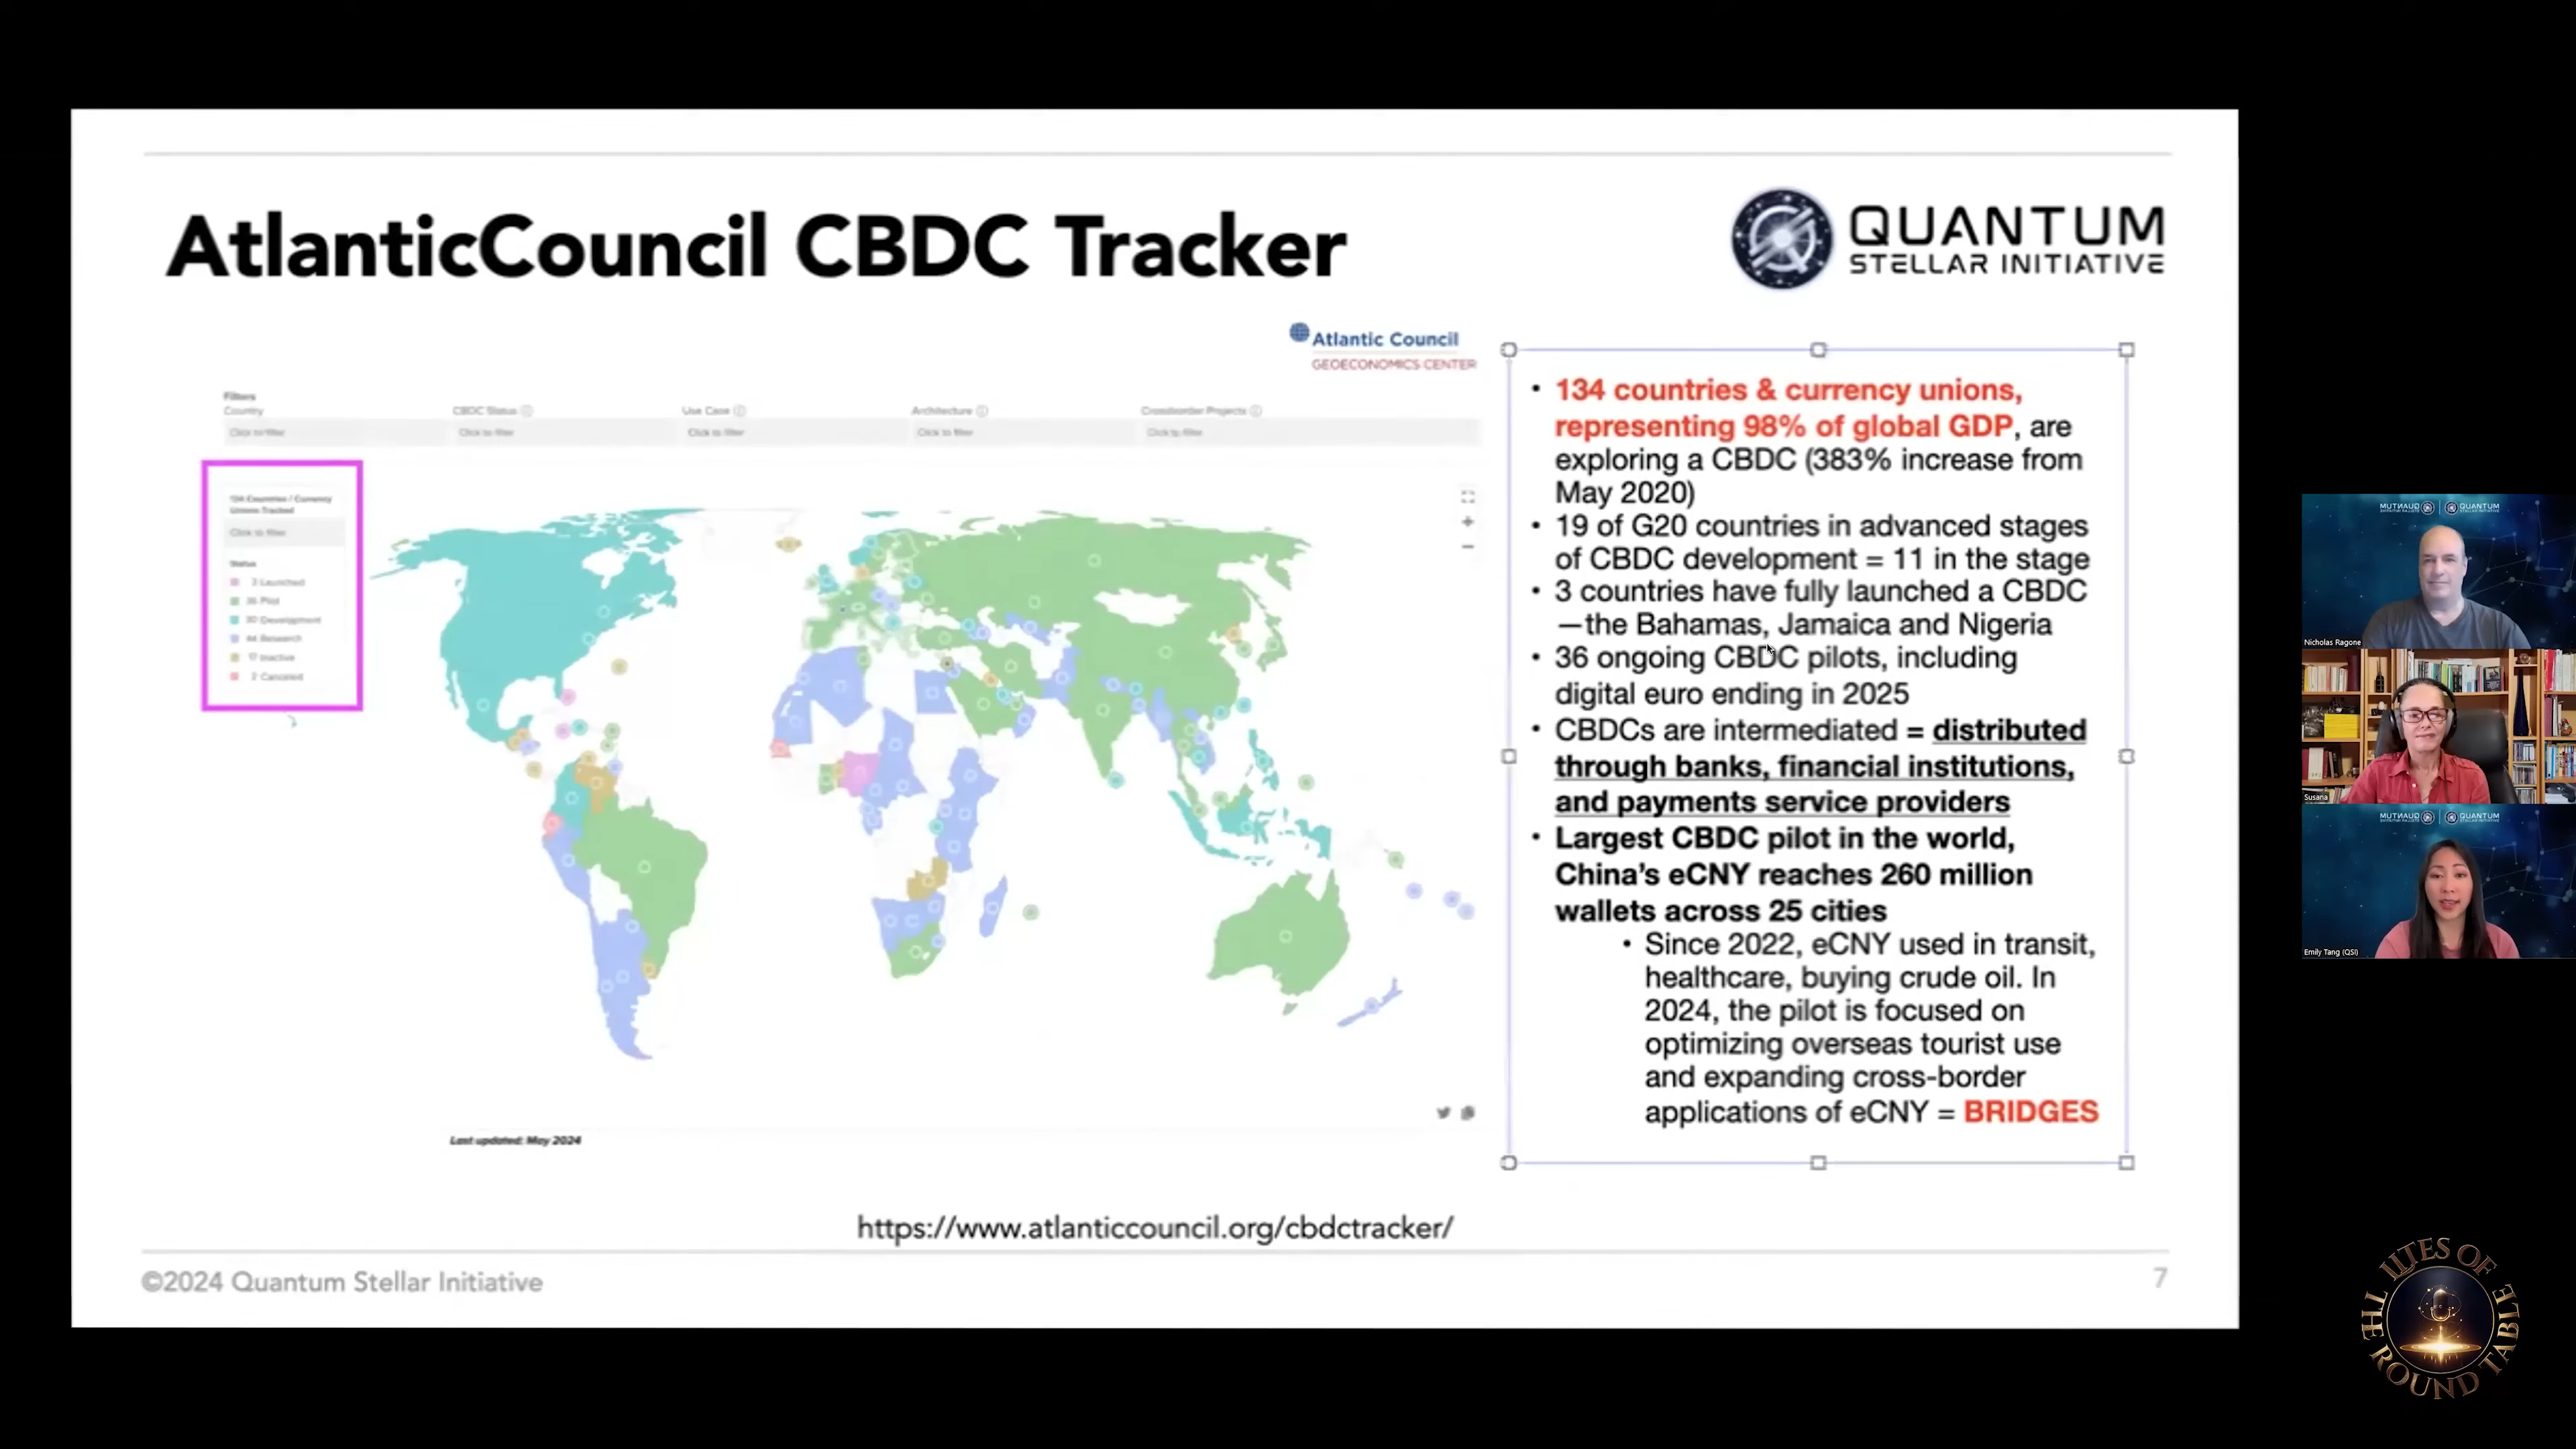 AtlanticCouncil CBDC Tracker
QUANTUM
STELLAR INITIATIVE
Atlantic Council
GEOECONOMICS CENTER
Filters
Country
CBDC Status
Use Case
Architecture
Crossborder Projects
Click to filter
Click to filter
Click to filter
Click to filter
Click to filter
134 Countries / Currency
Unions Tracked
Click to filter
Status
3 Launched
36 Pilot
30 Development
44 Research
17 Inactive
2 Canceled
Last updated: May 2024
• 134 countries & currency unions,
representing 98% of global GDP, are
exploring a CBDC (383% increase from
May 2020)
• 19 of G20 countries in advanced stages
of CBDC development = 11 in the stage
• 3 countries have fully launched a CBDC
—the Bahamas, Jamaica and Nigeria
• 36 ongoing CBDC pilots, including
digital euro ending in 2025
• CBDCs are intermediated = distributed
through banks, financial institutions,
and payments service providers
• Largest CBDC pilot in the world,
China's eCNY reaches 260 million
wallets across 25 cities
• Since 2022, eCNY used in transit,
healthcare, buying crude oil. In
2024, the pilot is focused on
optimizing overseas tourist use
and expanding cross-border
applications of eCNY = BRIDGES
https://www.atlanticcouncil.org/cbdctracker/
©2024 Quantum Stellar Initiative
7
QUANTUM
Nicholas Ragone
Susana
QUANTUM
Emily Tang (QSI)
THE LITES OF
ROUND TABLE